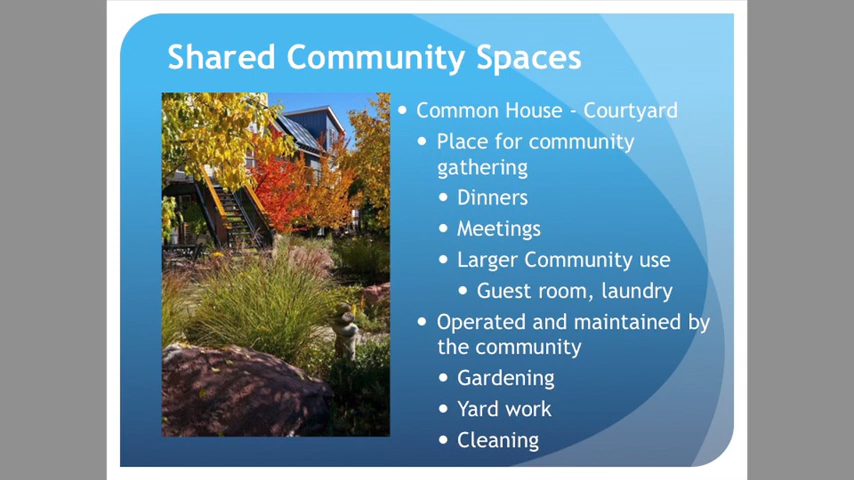 Shared Community Spaces
Common House - Courtyard
Place for community
gathering
Dinners
Meetings
Larger Community use
Guest room, laundry
Operated and maintained by
the community
Gardening
Yard work
Cleaning